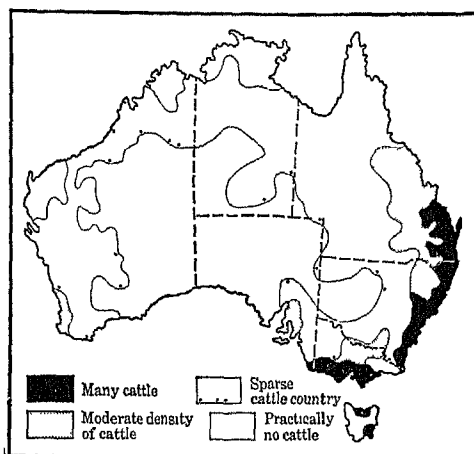 Many cattle
Sparse
cattle country
Moderate density
of cattle
Practically
no cattle